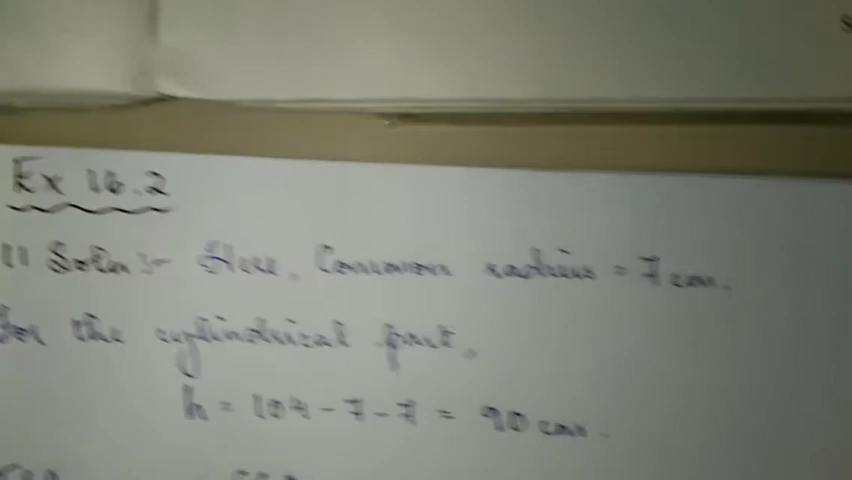 Ex 16.2
1) Soln:- Here, Common radius = 7 cm.
For the cylindrical part,
h = 104 - 7 - 7 = 90 cm.